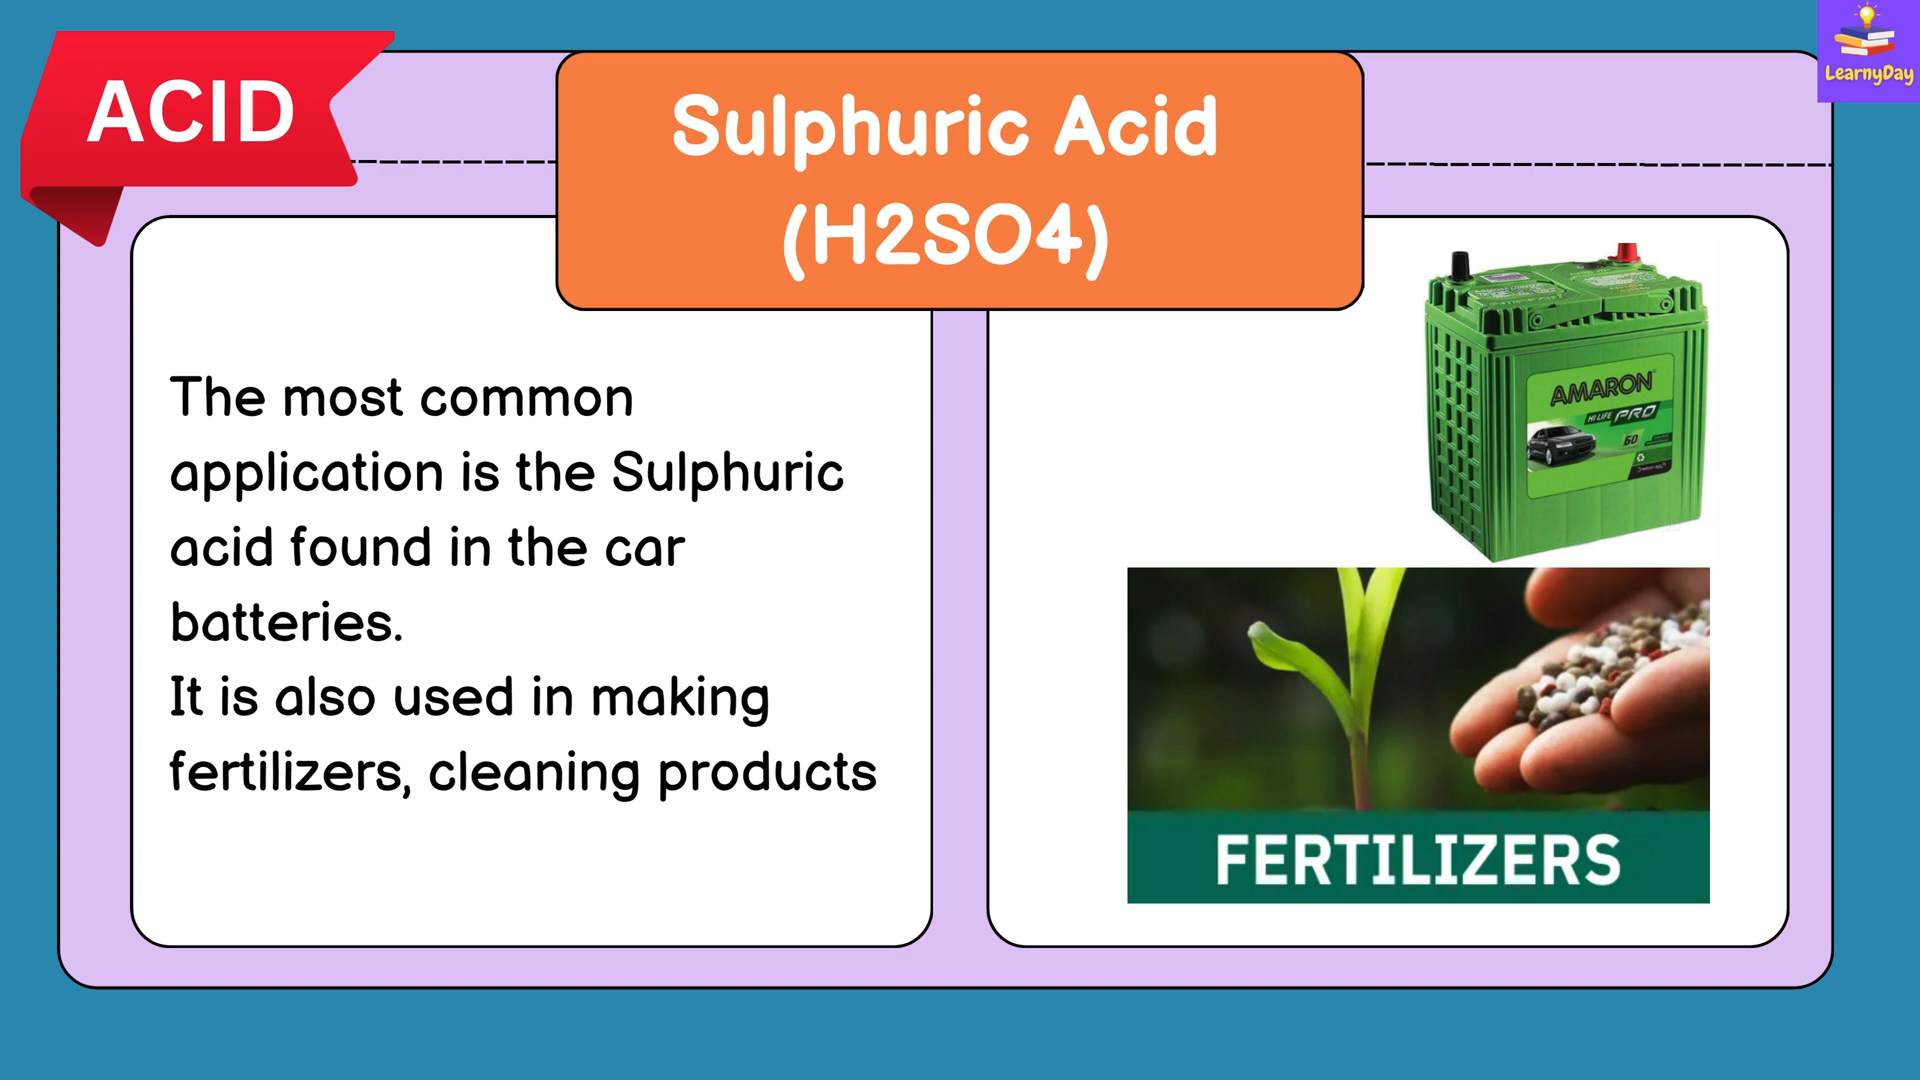 ACID
Sulphuric Acid
(H2SO4)
LearnyDay
The most common
application is the Sulphuric
acid found in the car
batteries.
It is also used in making
fertilizers, cleaning products
AMARON
HI LIFE PRO
60
FERTILIZERS